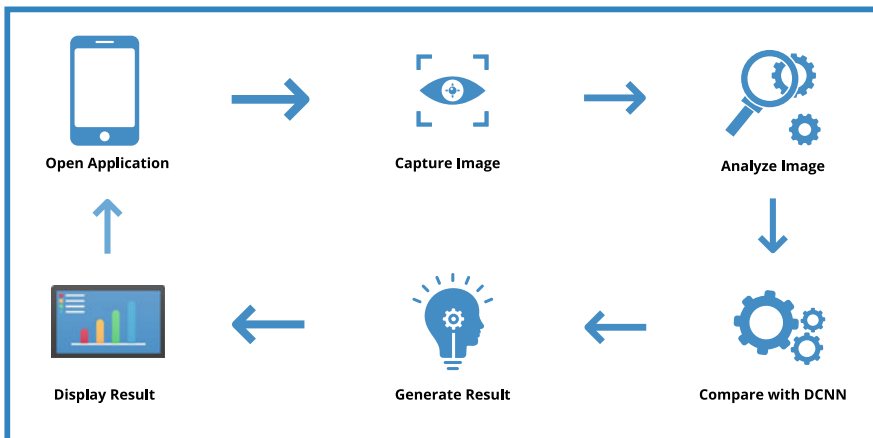 Open Application
Capture Image
Analyze Image
Display Result
Generate Result
Compare with DCNN